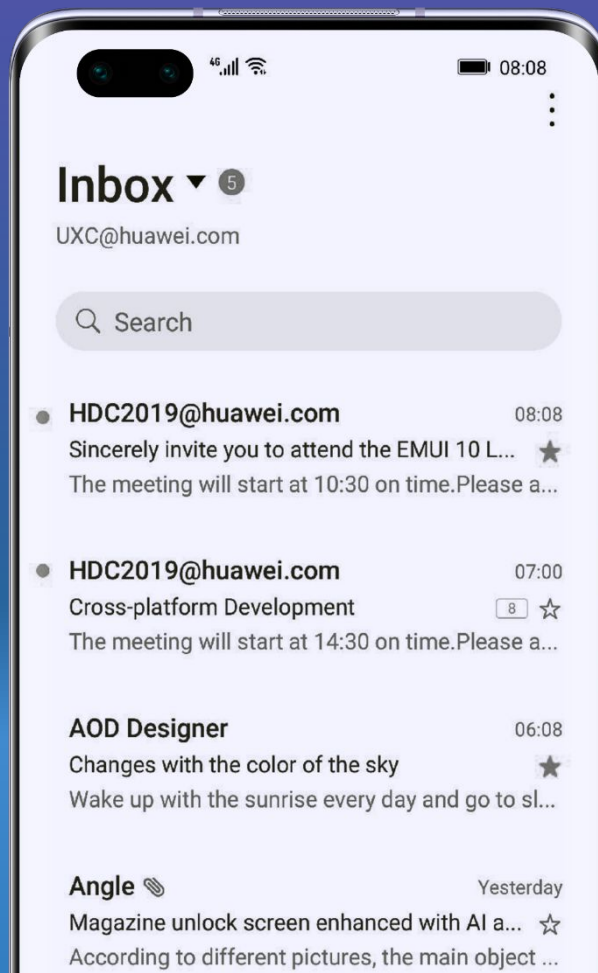 4G 08:08
Inbox 5
UXC@huawei.com
Search
HDC2019@huawei.com 08:08
Sincerely invite you to attend the EMUI 10 L...
The meeting will start at 10:30 on time.Please a...
HDC2019@huawei.com 07:00
Cross-platform Development 8
The meeting will start at 14:30 on time.Please a...
AOD Designer 06:08
Changes with the color of the sky
Wake up with the sunrise every day and go to sl...
Angle Yesterday
Magazine unlock screen enhanced with AI a...
According to different pictures, the main object ...